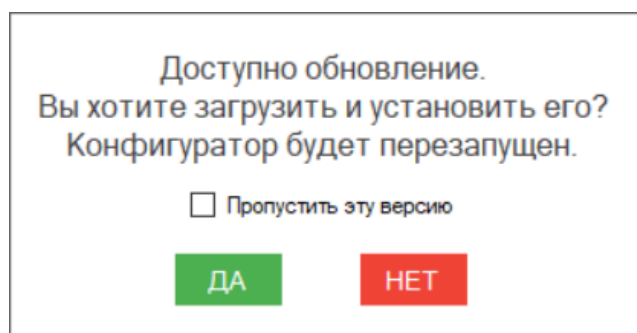 Доступно обновление.
Вы хотите загрузить и установить его?
Конфигуратор будет перезапущен.
Пропустить эту версию
ДА
НЕТ